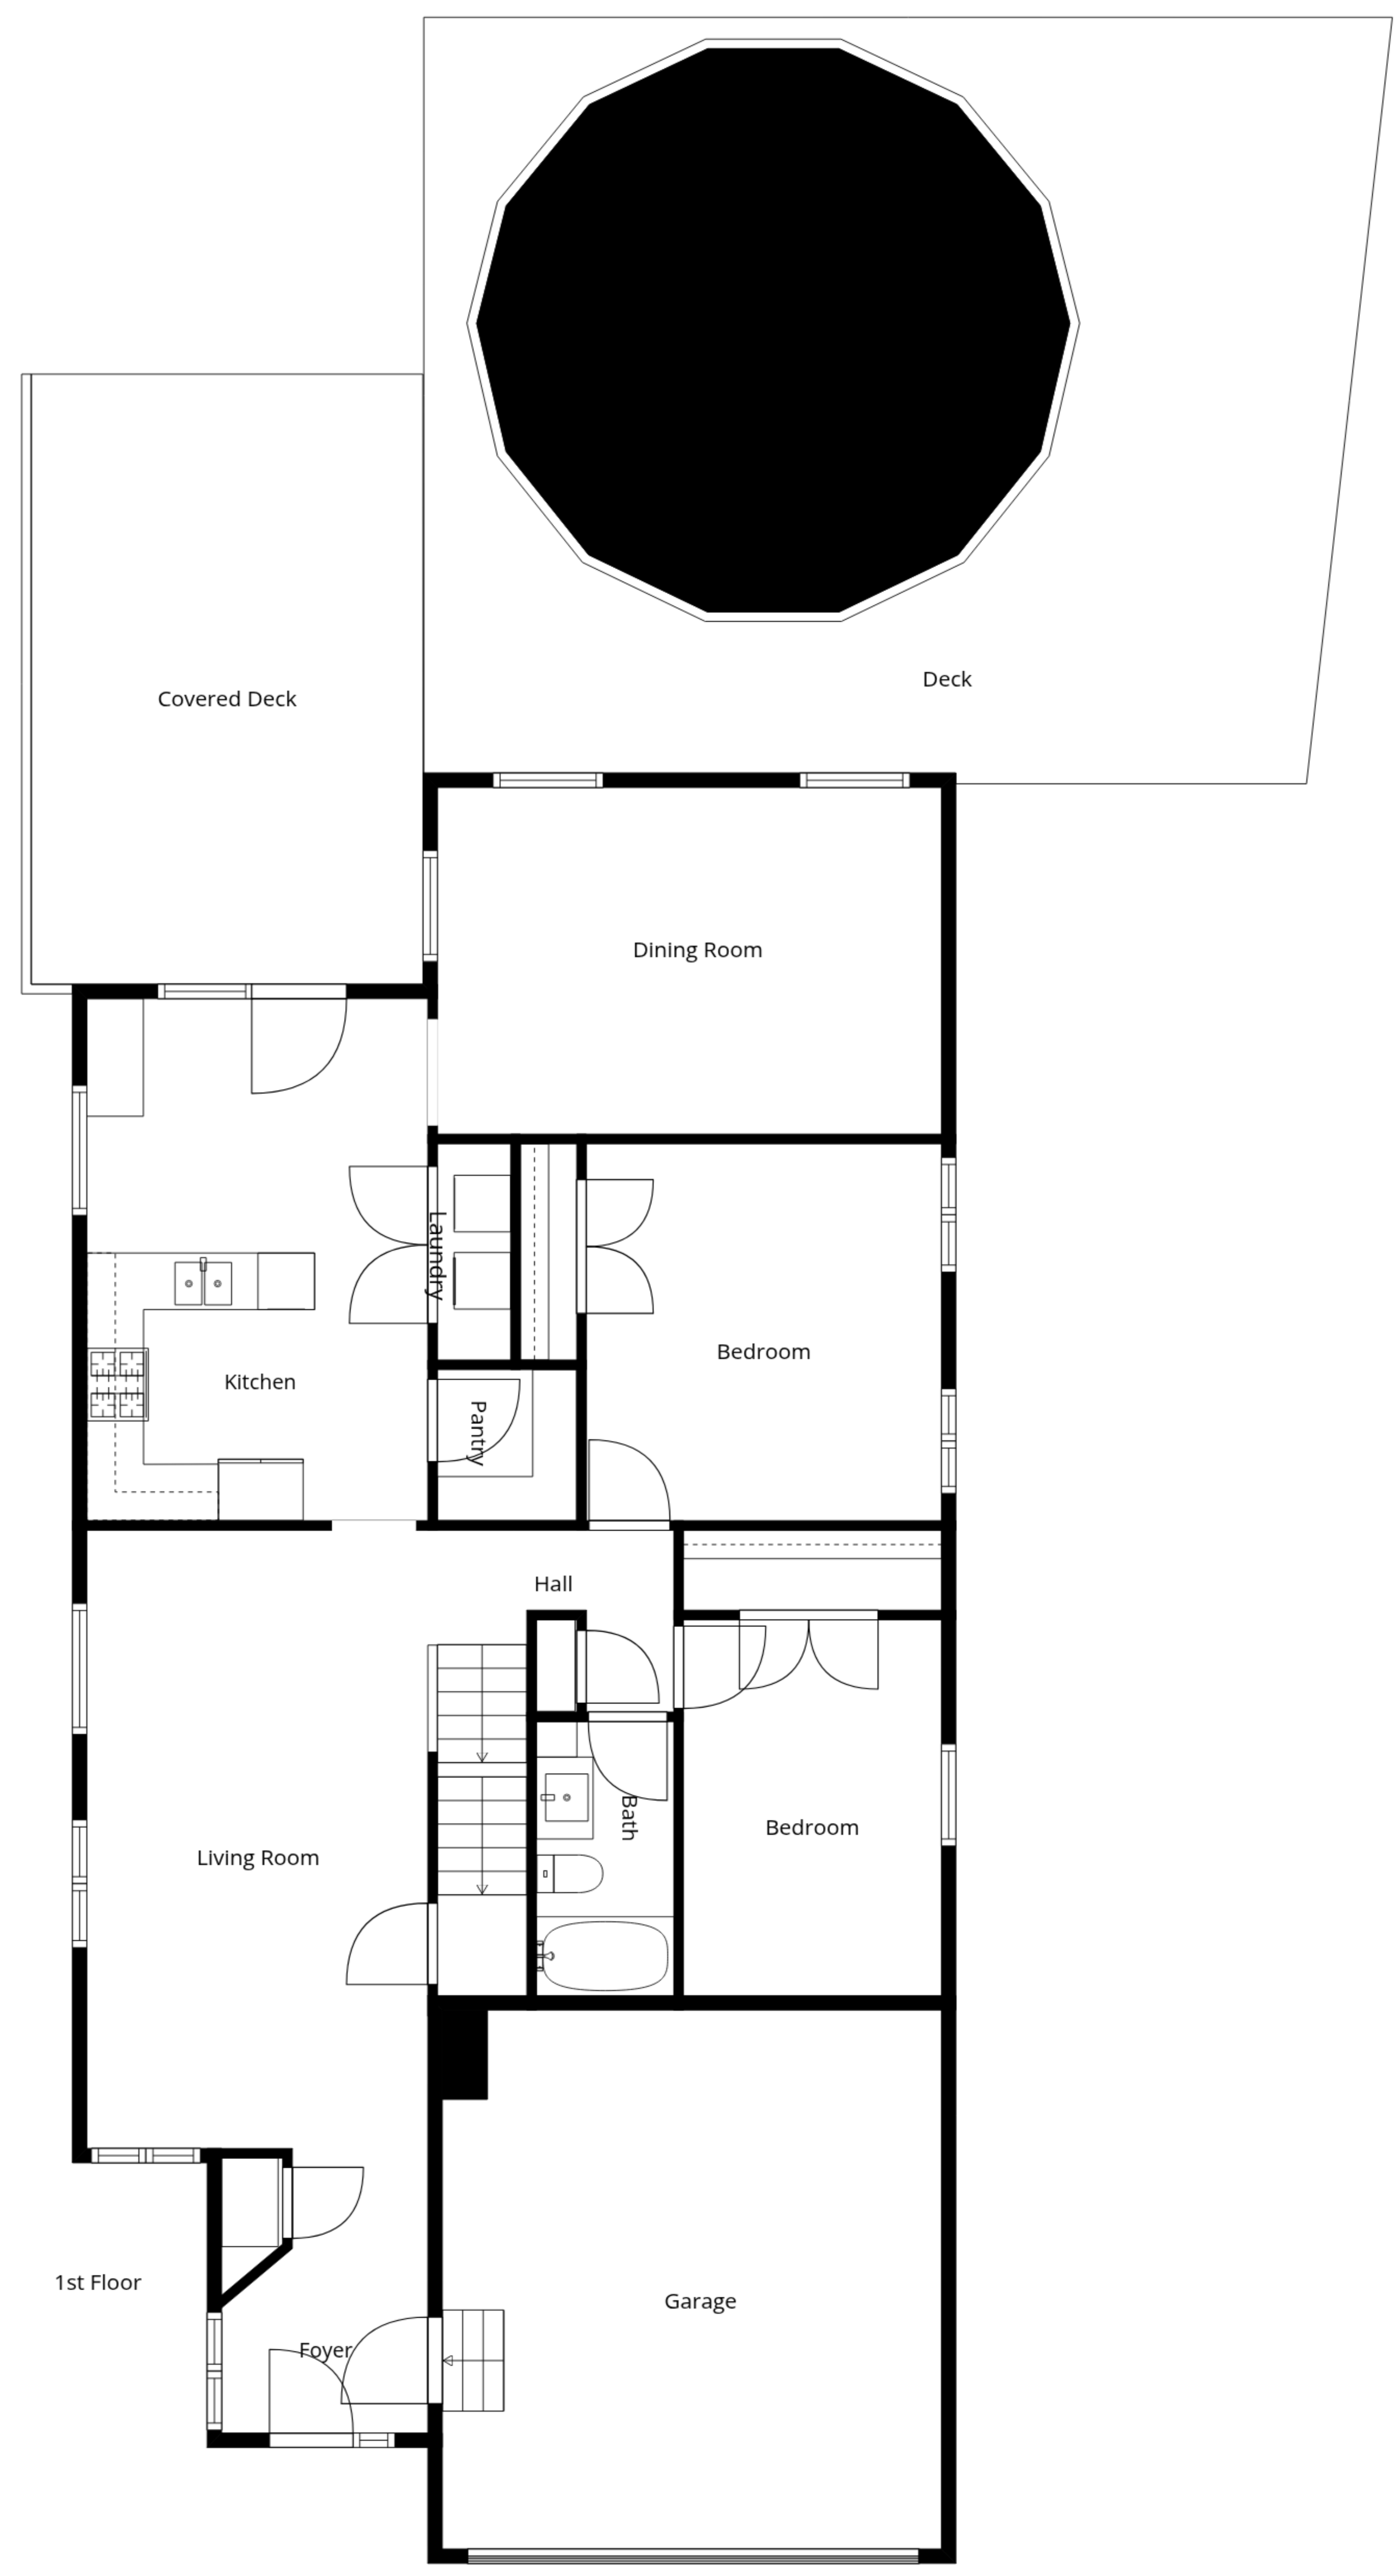 Deck
Covered Deck
Dining Room
Laundry
Bedroom
Kitchen
Pantry
Hall
Bath
Bedroom
Living Room
1st Floor
Garage
Foyer